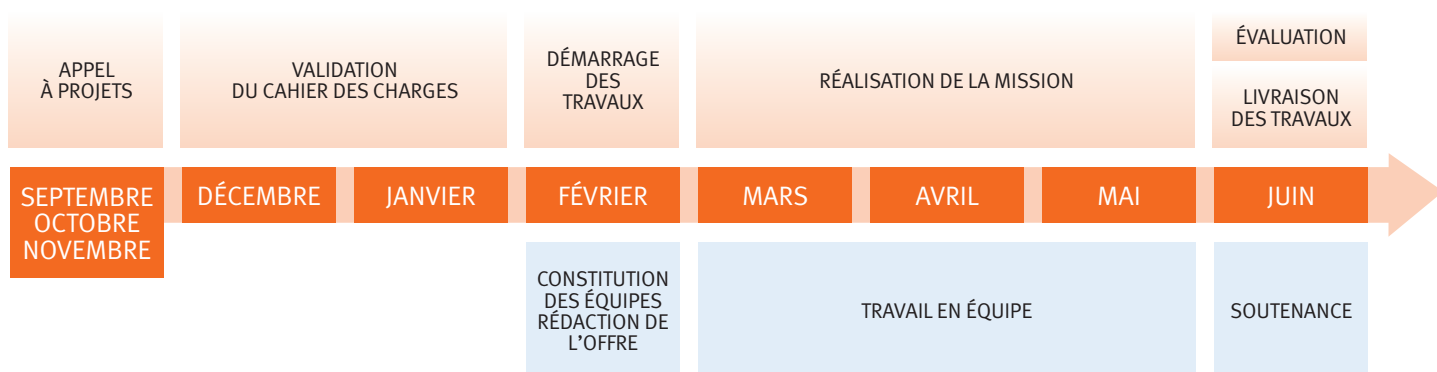 APPEL
À PROJETS
VALIDATION
DU CAHIER DES CHARGES
DÉMARRAGE
DES
TRAVAUX
RÉALISATION DE LA MISSION
ÉVALUATION
LIVRAISON
DES TRAVAUX
SEPTEMBRE
OCTOBRE
NOVEMBRE
DÉCEMBRE
JANVIER
FÉVRIER
MARS
AVRIL
MAI
JUIN
CONSTITUTION
DES ÉQUIPES
RÉDACTION DE
L'OFFRE
TRAVAIL EN ÉQUIPE
SOUTENANCE